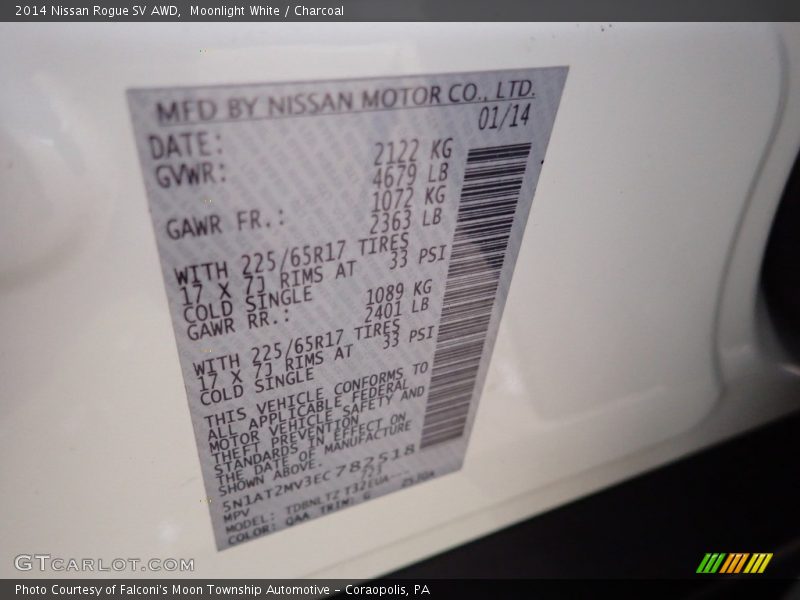 2014 Nissan Rogue SV AWD, Moonlight White / Charcoal
MFD BY NISSAN MOTOR CO., LTD.
DATE: 01/14
GVWR: 2122 KG
4679 LB
GAWR FR.: 1072 KG
2363 LB
WITH 225/65R17 TIRES
17 X 7J RIMS AT 33 PSI
COLD SINGLE
GAWR RR.: 1089 KG
2401 LB
WITH 225/65R17 TIRES
17 X 7J RIMS AT 33 PSI
COLD SINGLE
THIS VEHICLE CONFORMS TO
ALL APPLICABLE FEDERAL
MOTOR VEHICLE SAFETY AND
THEFT PREVENTION
STANDARDS IN EFFECT ON
THE DATE OF MANUFACTURE
SHOWN ABOVE.
5N1AT2MV3EC782518
MPV
MODEL: TDBNLTZ T32EUA
COLOR: QAA TRIM: G
GTCARLOT.COM
Photo Courtesy of Falconi's Moon Township Automotive – Coraopolis, PA